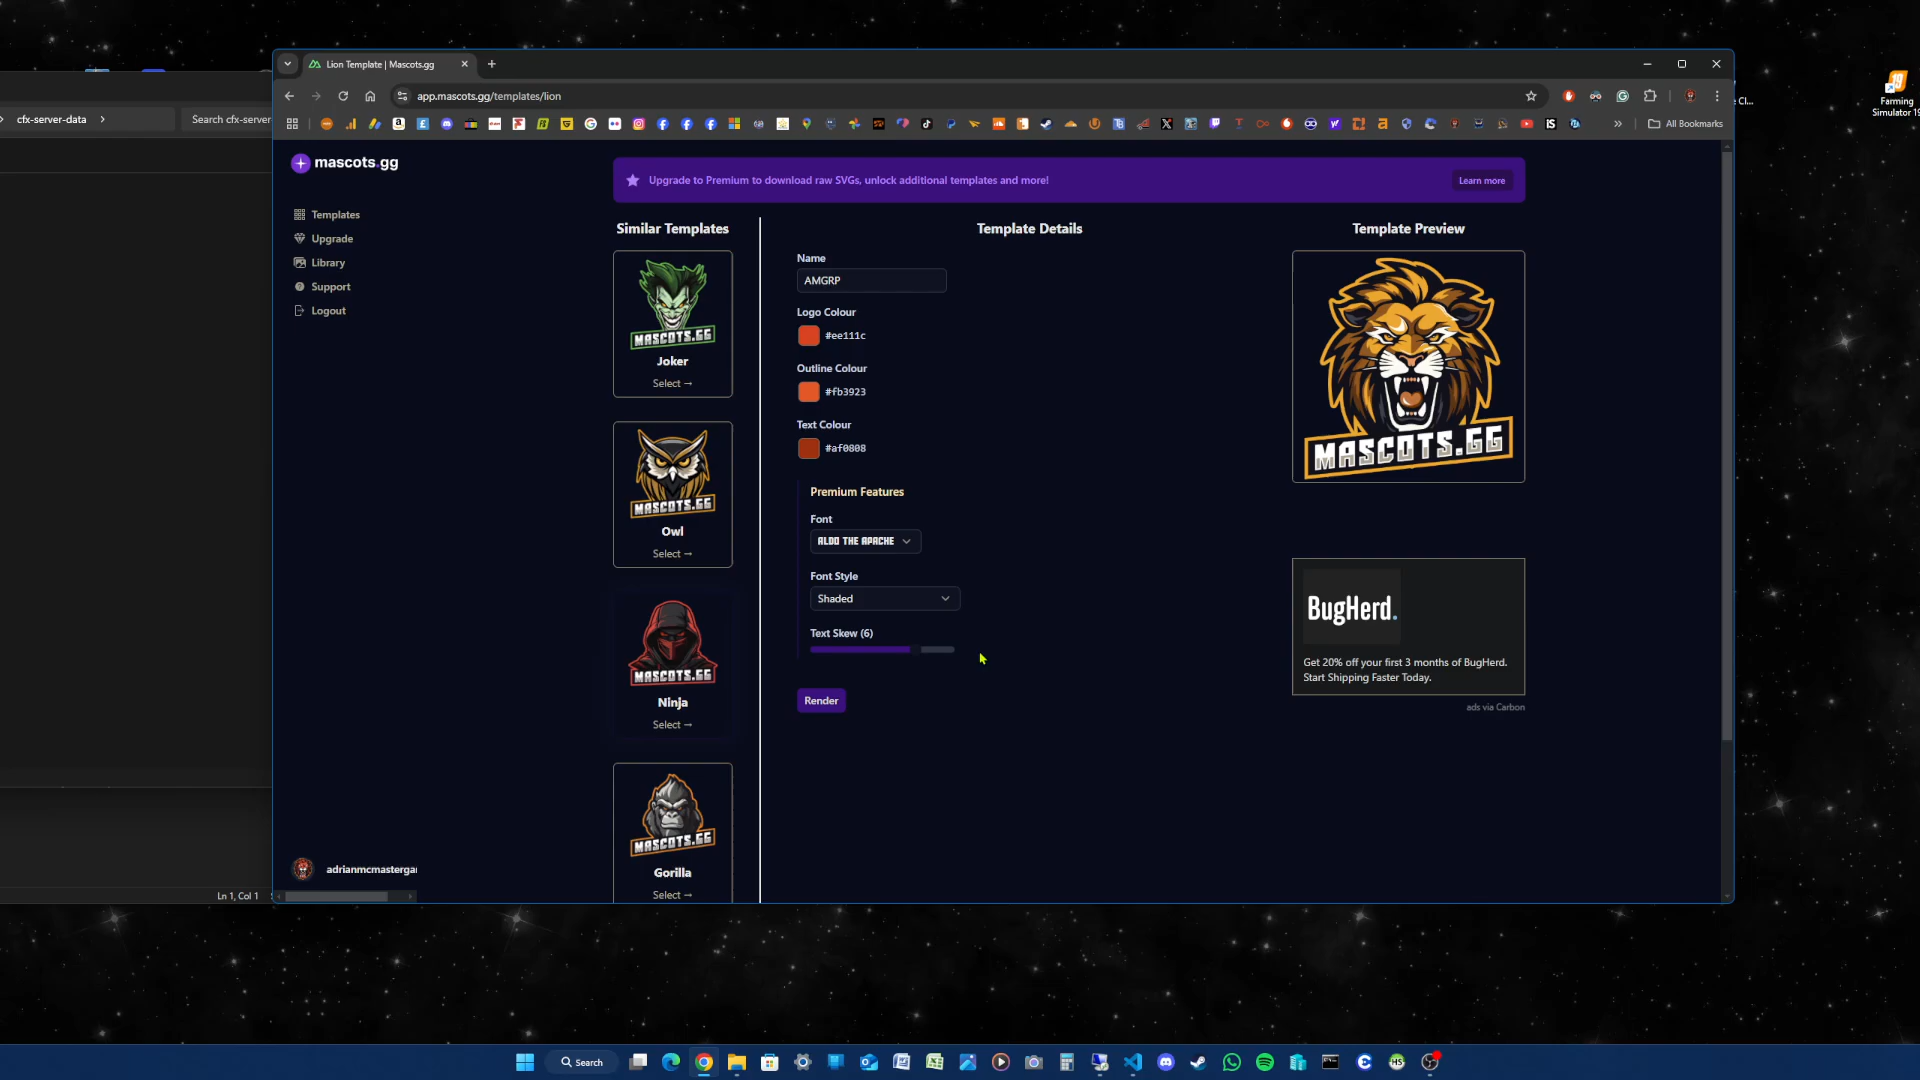 Lion Template | Mascots.gg
app.mascots.gg/templates/lion
cfx-server-data
Search cfx-server
All Bookmarks
Farming
Simulator 19
mascots.gg
Templates
Upgrade
Library
Support
Logout
Upgrade to Premium to download raw SVGs, unlock additional templates and more!
Learn more
Similar Templates
MASCOTS.GG
Joker
Select →
MASCOTS.GG
Owl
Select →
MASCOTS.GG
Ninja
Select →
MASCOTS.GG
Gorilla
Select →
Template Details
Name
AMGRP
Logo Colour
#ee111c
Outline Colour
#fb3923
Text Colour
#af0808
Premium Features
Font
ALDO THE APACHE
Font Style
Shaded
Text Skew (6)
Render
Template Preview
MASCOTS.GG
BugHerd.
Get 20% off your first 3 months of BugHerd.
Start Shipping Faster Today.
ads via Carbon
adrianmcmasterga
Ln 1, Col 1
Search